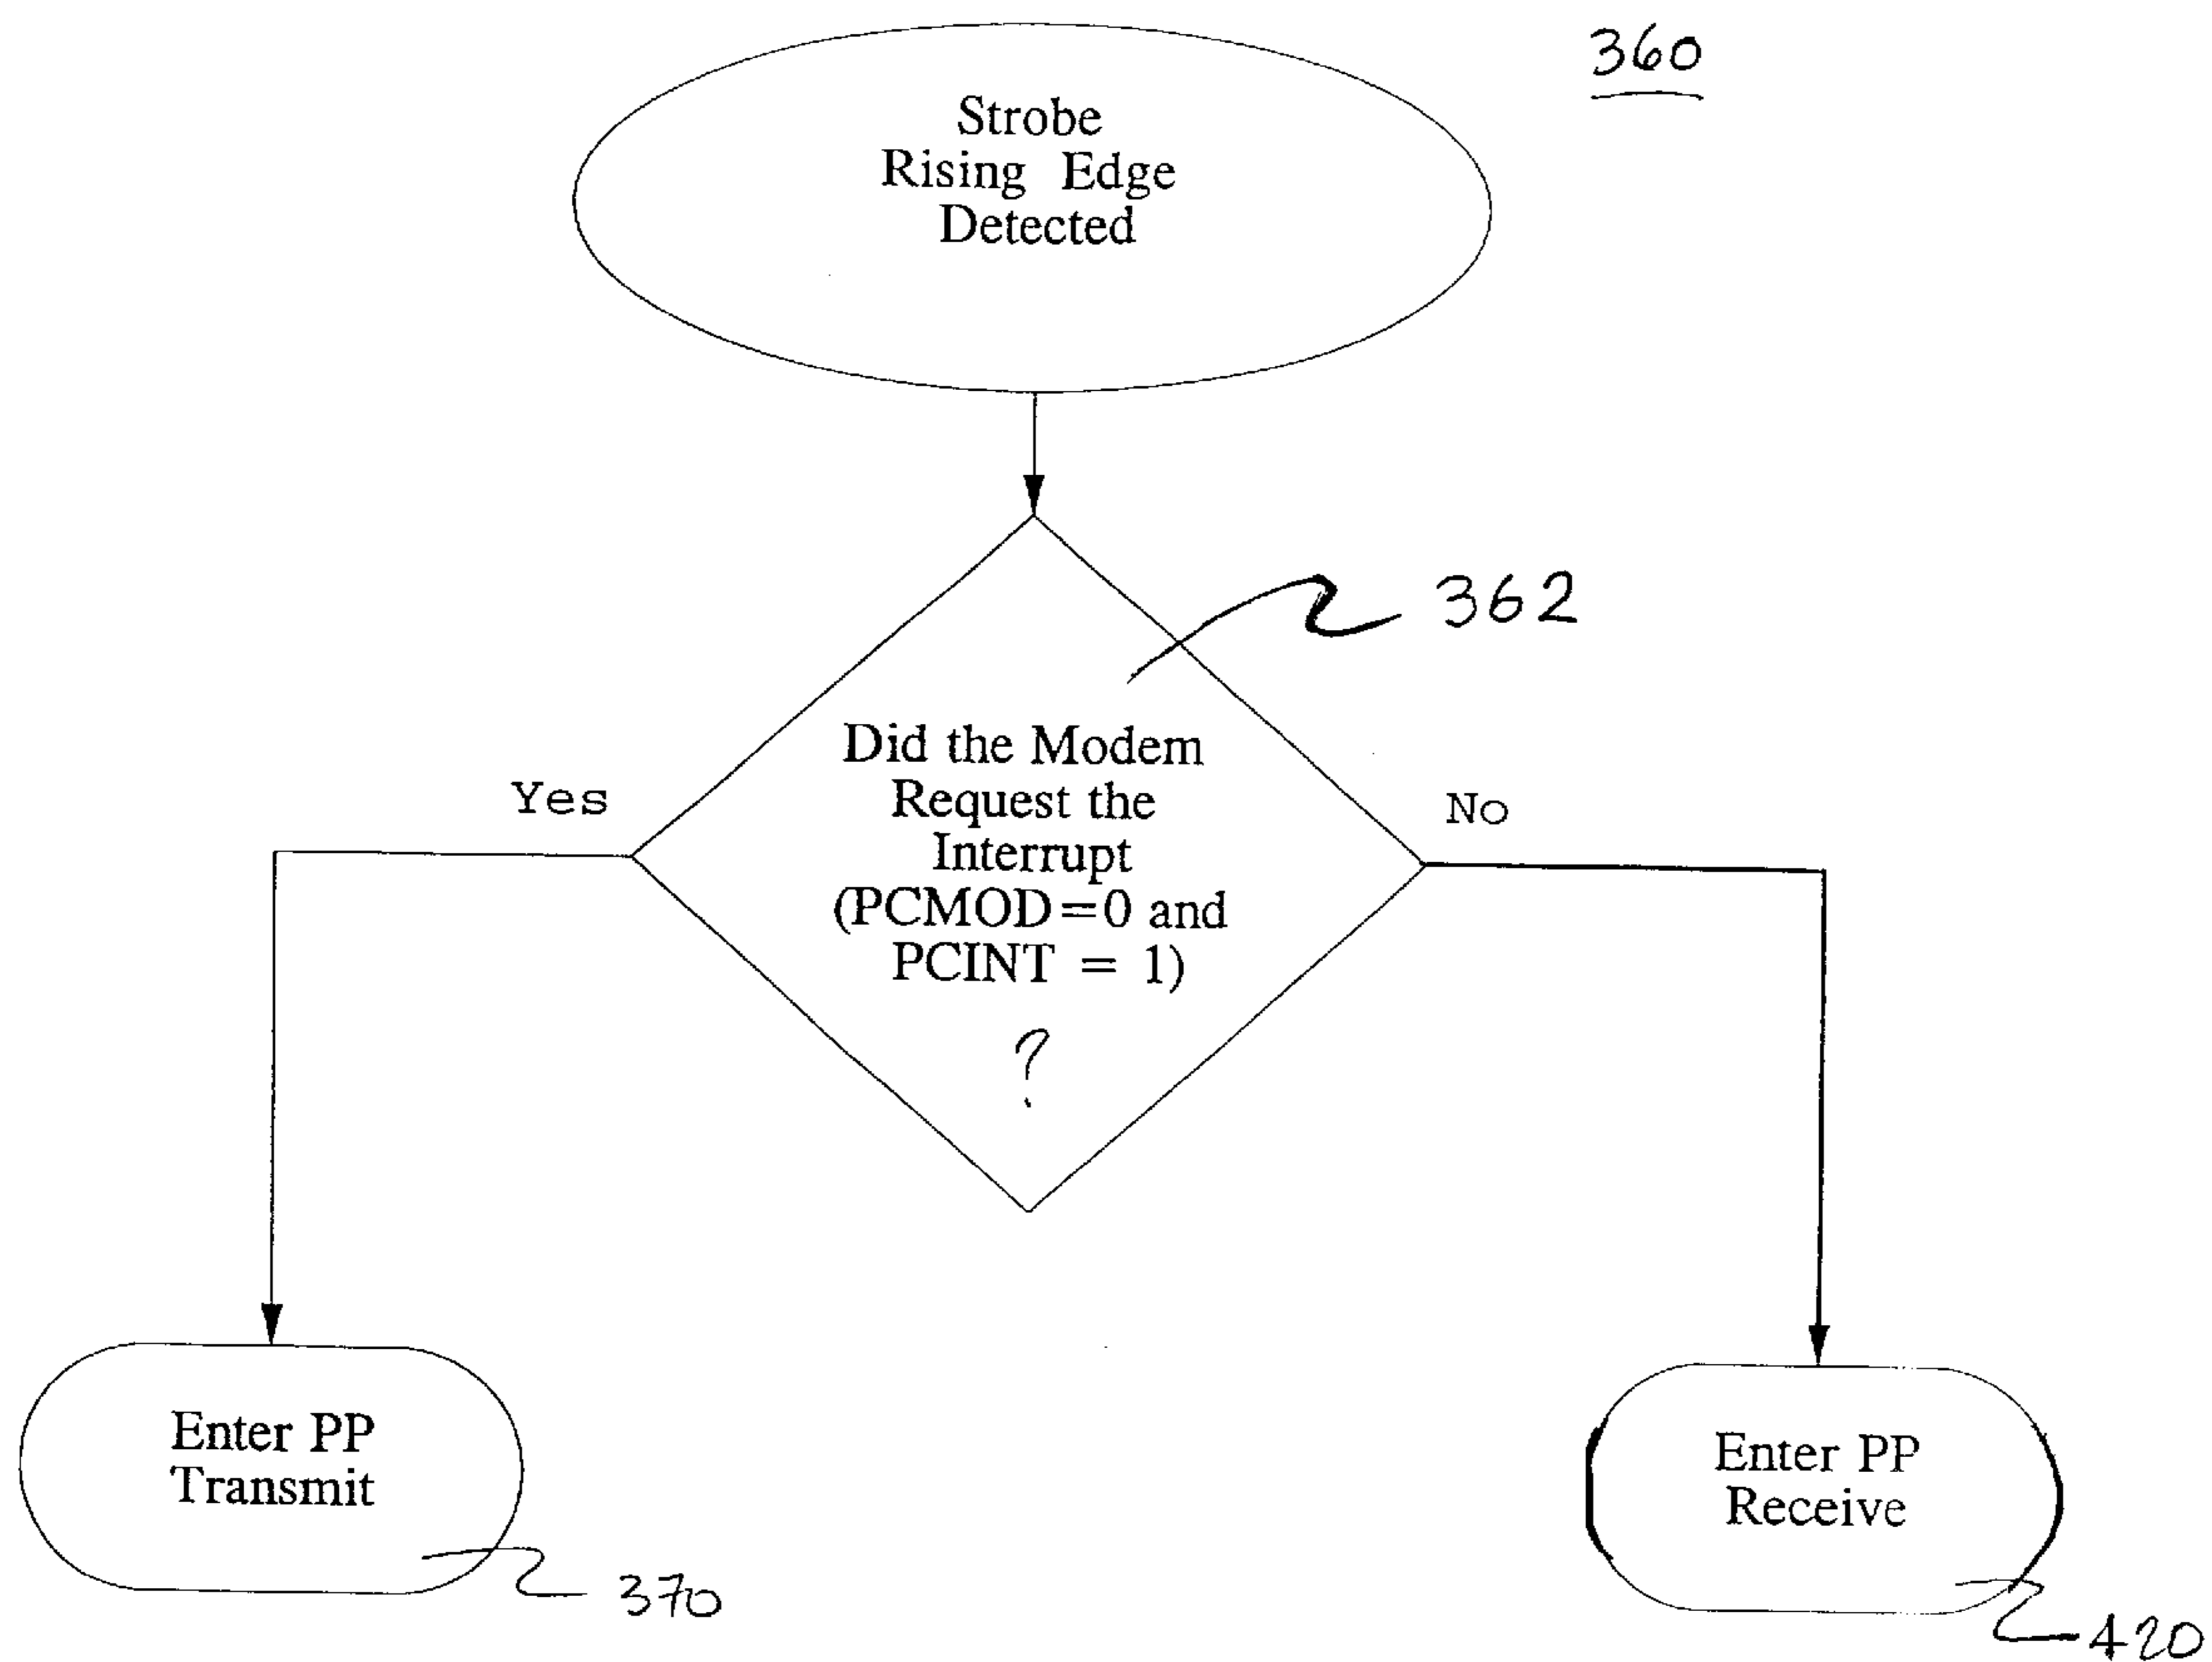 360
Strobe
Rising Edge
Detected
362
Did the Modem
Request the
Interrupt
(PCMOD=0 and
PCINT = 1)
?
Yes
No
Enter PP
Transmit
370
Enter PP
Receive
420